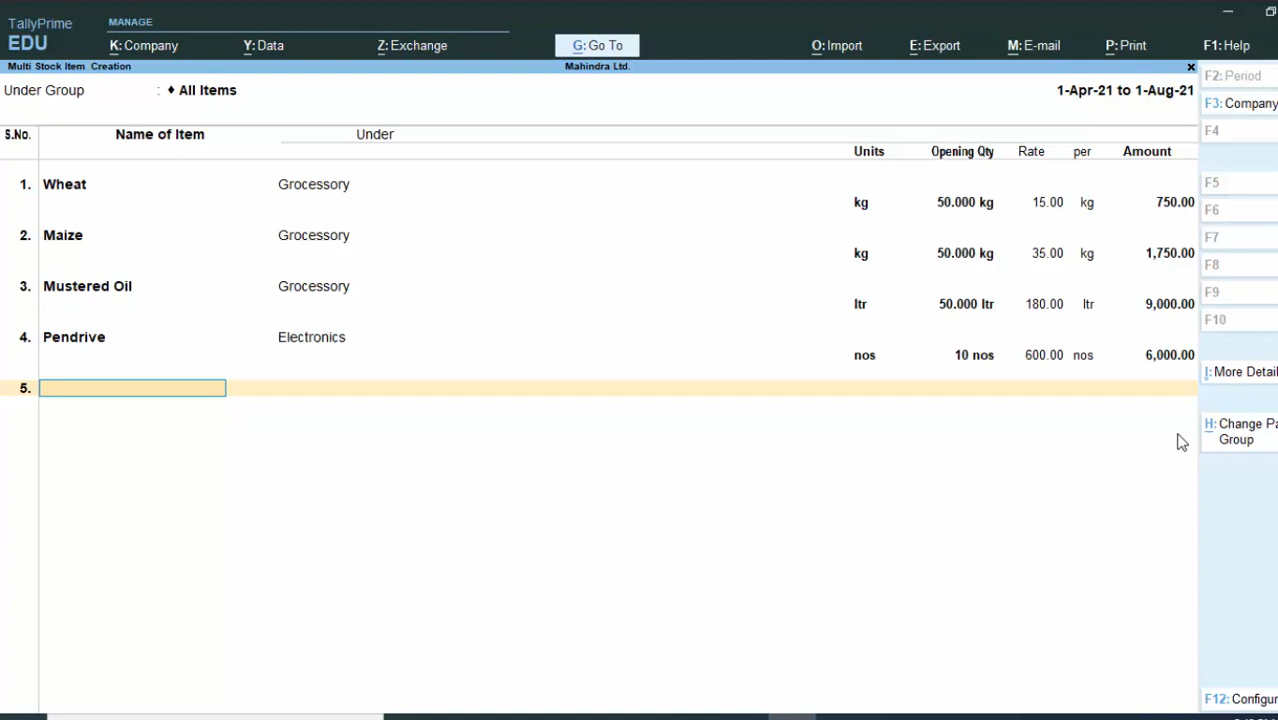 TallyPrime MANAGE
EDU K: Company Y: Data Z: Exchange G: Go To O: Import E: Export M: E-mail P: Print F1: Help
Multi Stock Item Creation Mahindra Ltd. x
Under Group : ♦ All Items 1-Apr-21 to 1-Aug-21
S.No. Name of Item Under
Units Opening Qty Rate per Amount
1. Wheat Grocessory
kg 50.000 kg 15.00 kg 750.00
2. Maize Grocessory
kg 50.000 kg 35.00 kg 1,750.00
3. Mustered Oil Grocessory
ltr 50.000 ltr 180.00 ltr 9,000.00
4. Pendrive Electronics
nos 10 nos 600.00 nos 6,000.00
5.
F2: Period
F3: Company
F4
F5
F6
F7
F8
F9
F10
I: More Detail
H: Change Pa
Group
F12: Configur